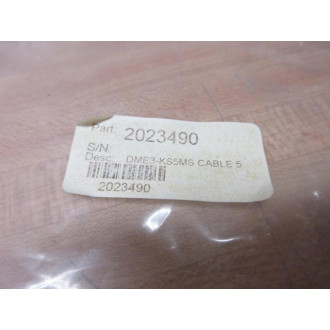 Part: 2023490
S/N:
Desc: DME3-KS5MS CABLE 5
2023490